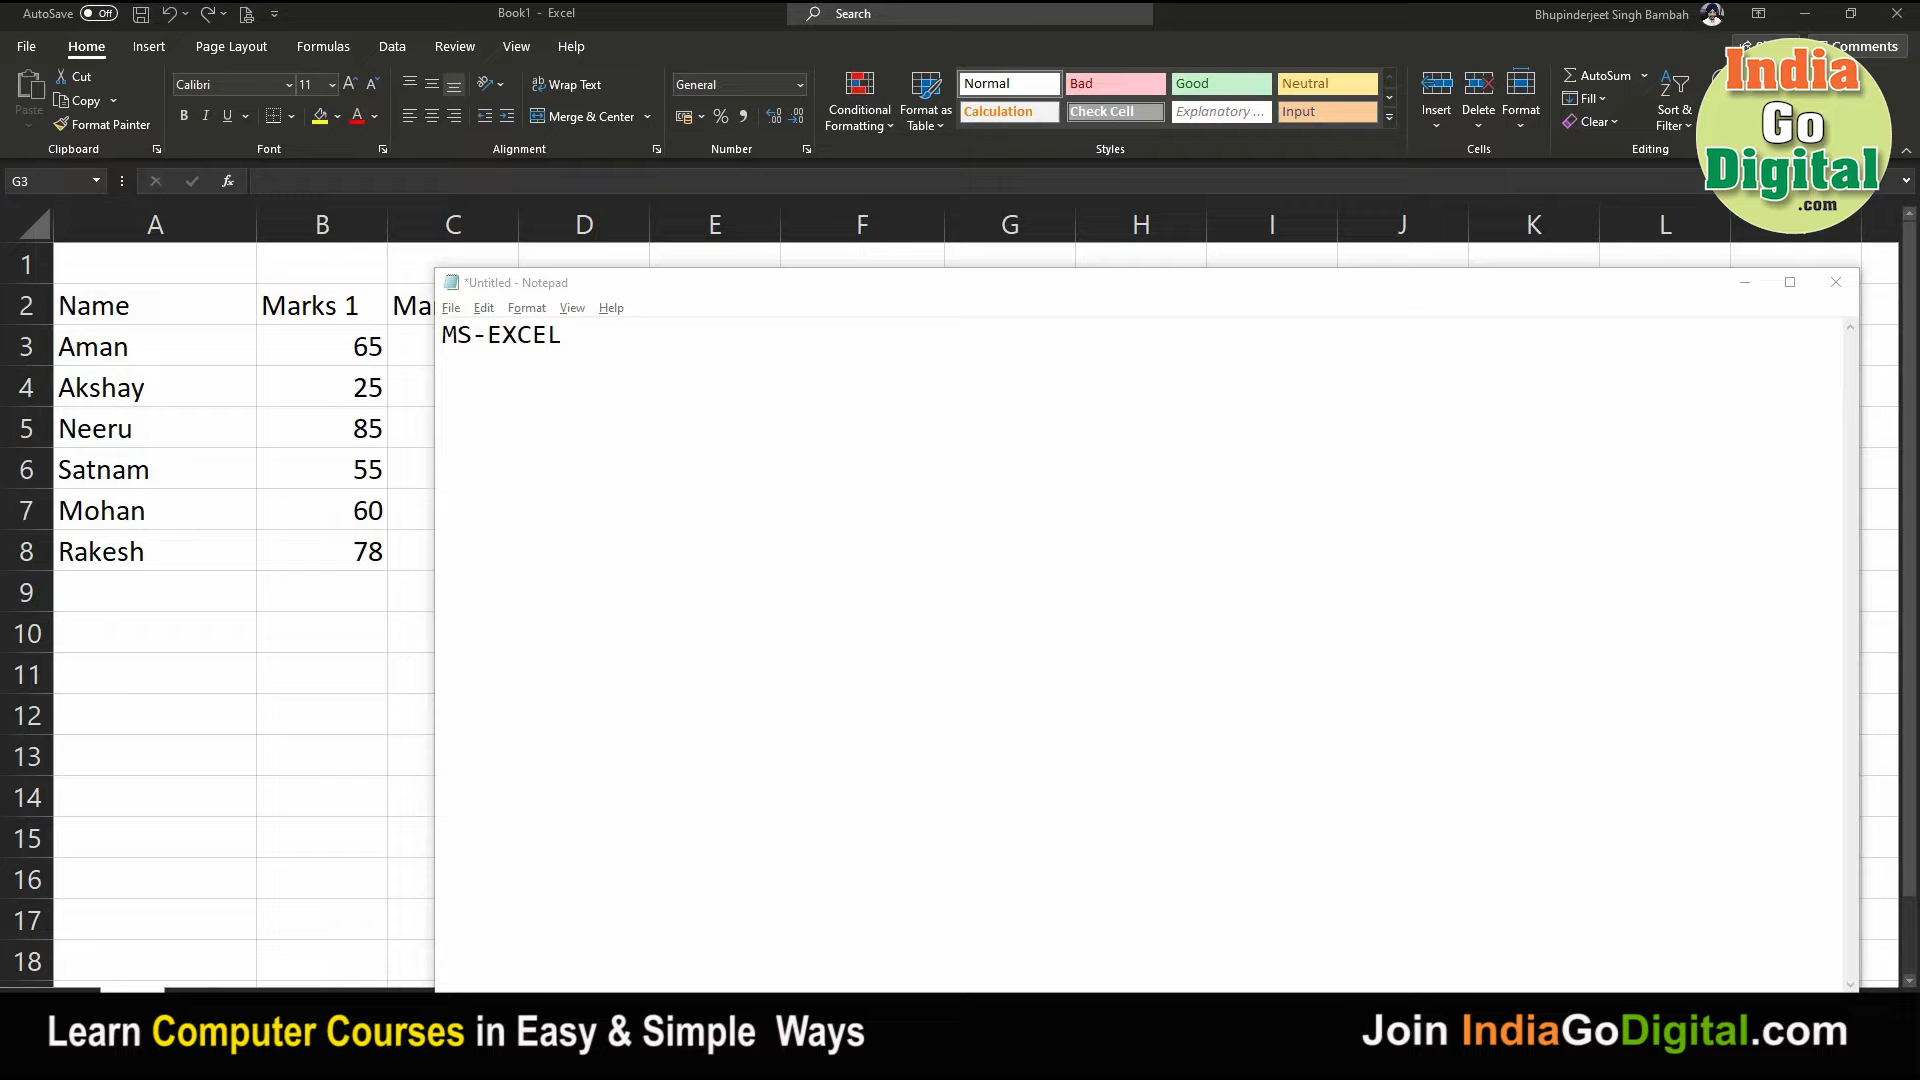 AutoSave Off
Book1 - Excel
Search
Bhupinderjeet Singh Bambah
File Home Insert Page Layout Formulas Data Review View Help
Comments
Paste
Cut
Copy
Format Painter
Clipboard
Calibri 11
B I U
A
Font
Wrap Text
Merge & Center
Alignment
General
%
Number
Conditional Formatting
Format as Table
Normal Bad Good Neutral
Calculation Check Cell Explanatory ... Input
Styles
Insert Delete Format
Cells
AutoSum
Fill
Clear
Sort &
Filter
Editing
India
Go
Digital
.com
G3
fx
A B C D E F G H I J K L
1
2 Name Marks 1
3 Aman 65
4 Akshay 25
5 Neeru 85
6 Satnam 55
7 Mohan 60
8 Rakesh 78
9
10
11
12
13
14
15
16
17
18
*Untitled - Notepad
File Edit Format View Help
MS-EXCEL
Learn Computer Courses in Easy & Simple Ways
Join IndiaGoDigital.com